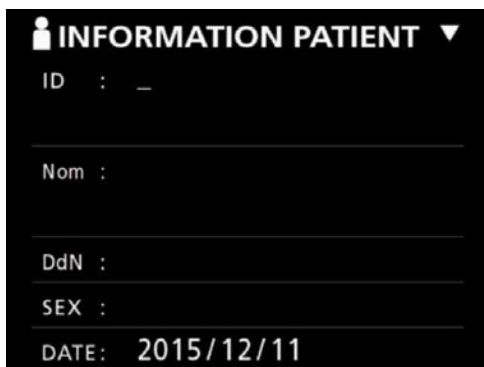 INFORMATION PATIENT ▼
ID : _
Nom :
DdN :
SEX :
DATE: 2015/12/11